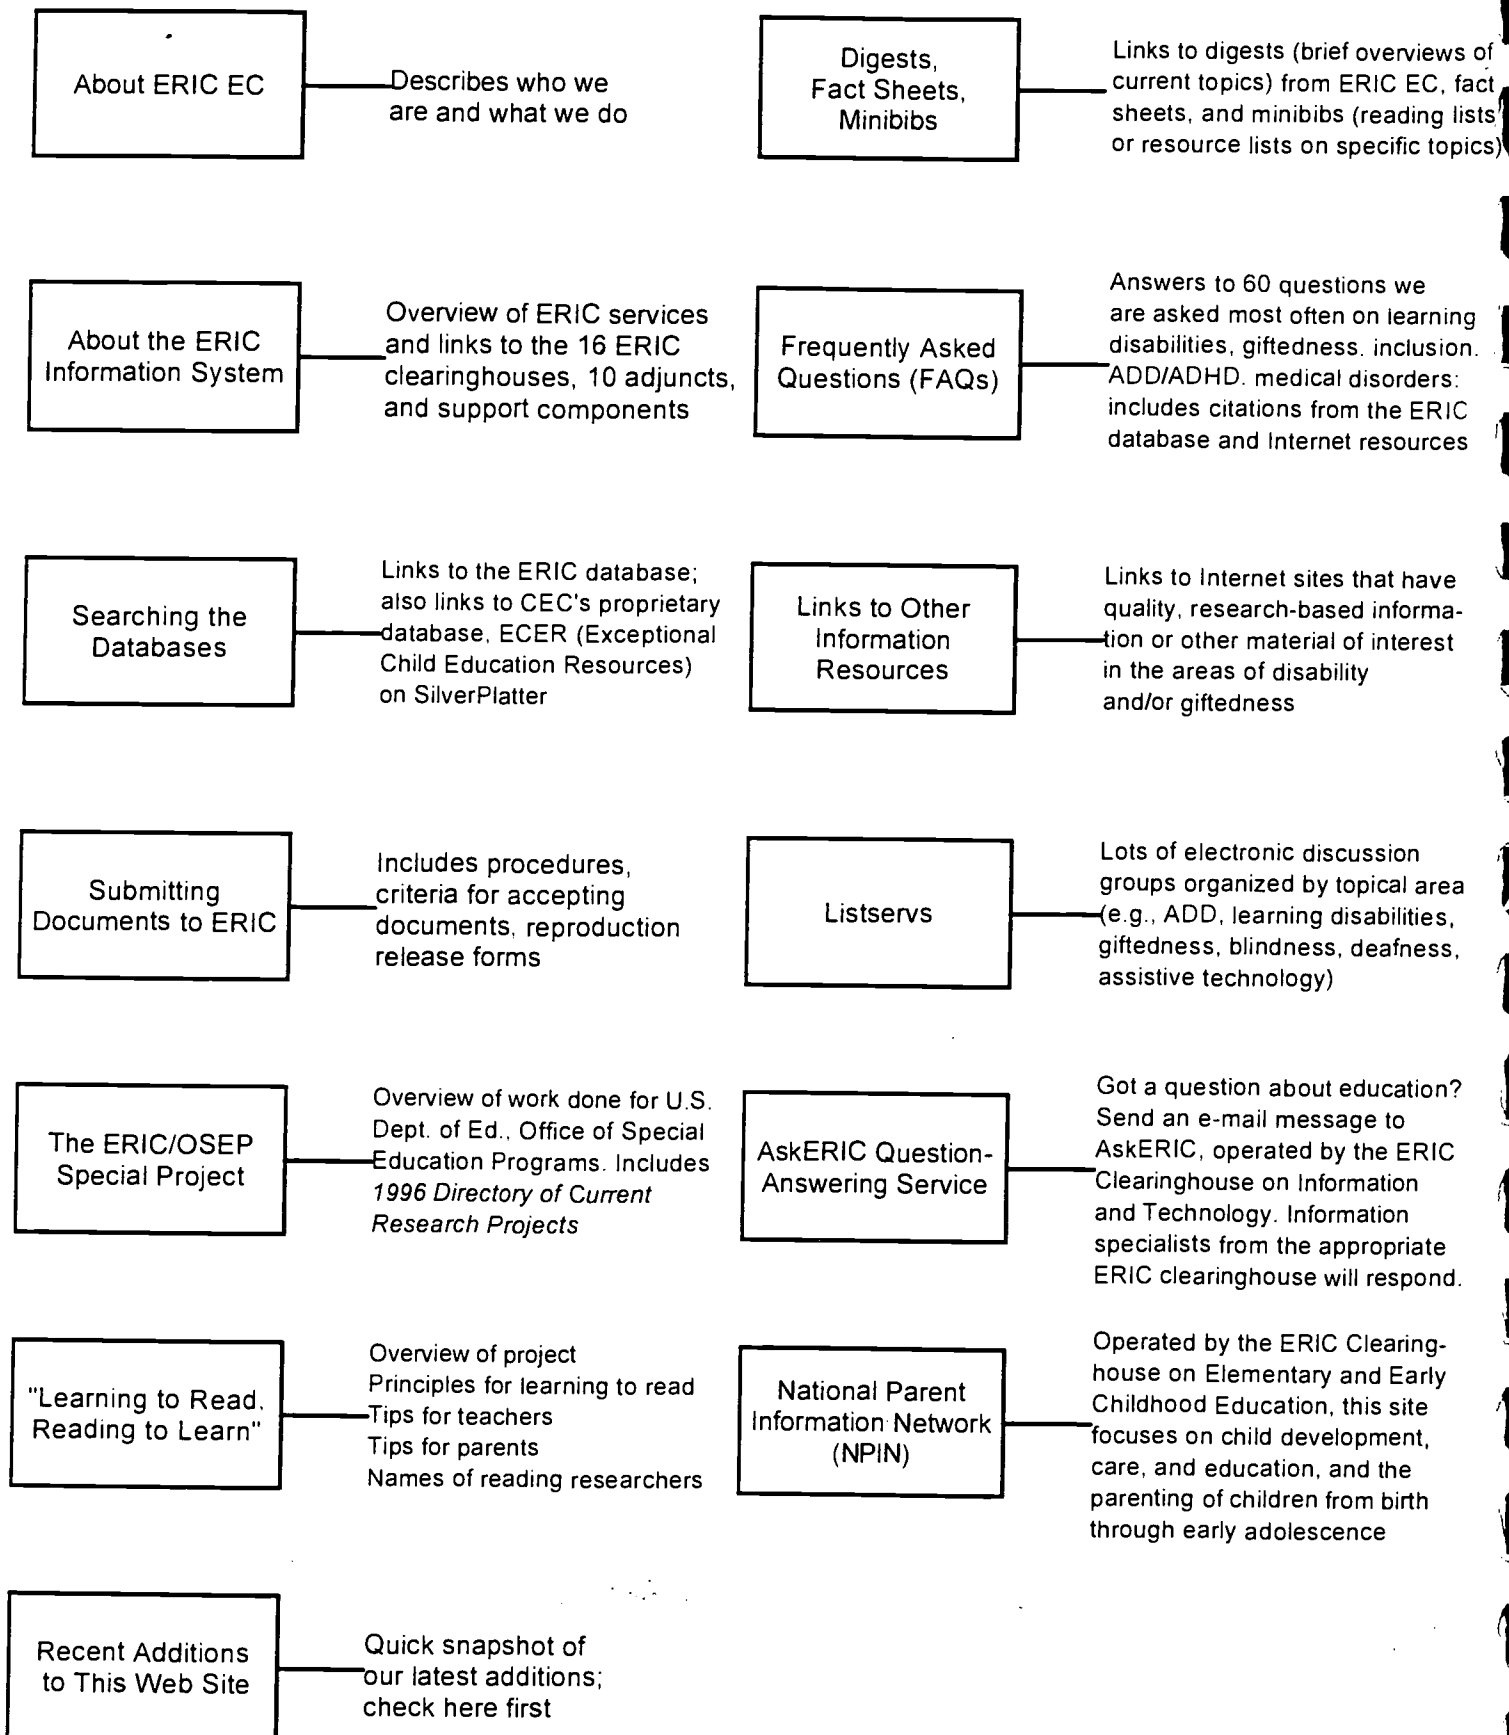 About ERIC EC
Describes who we
are and what we do
About the ERIC
Information System
Overview of ERIC services
and links to the 16 ERIC
clearinghouses, 10 adjuncts,
and support components
Searching the
Databases
Links to the ERIC database;
also links to CEC's proprietary
database, ECER (Exceptional
Child Education Resources)
on SilverPlatter
Submitting
Documents to ERIC
Includes procedures,
criteria for accepting
documents, reproduction
release forms
The ERIC/OSEP
Special Project
Overview of work done for U.S.
Dept. of Ed., Office of Special
Education Programs. Includes
1996 Directory of Current
Research Projects
"Learning to Read,
Reading to Learn"
Overview of project
Principles for learning to read
Tips for teachers
Tips for parents
Names of reading researchers
Recent Additions
to This Web Site
Quick snapshot of
our latest additions;
check here first
Digests,
Fact Sheets,
Minibibs
Links to digests (brief overviews of
current topics) from ERIC EC, fact
sheets, and minibibs (reading lists
or resource lists on specific topics)
Frequently Asked
Questions (FAQs)
Answers to 60 questions we
are asked most often on learning
disabilities, giftedness. inclusion.
ADD/ADHD. medical disorders:
includes citations from the ERIC
database and Internet resources
Links to Other
Information
Resources
Links to Internet sites that have
quality, research-based informa-
tion or other material of interest
in the areas of disability
and/or giftedness
Listservs
Lots of electronic discussion
groups organized by topical area
(e.g., ADD, learning disabilities,
giftedness, blindness, deafness,
assistive technology)
AskERIC Question-
Answering Service
Got a question about education?
Send an e-mail message to
AskERIC, operated by the ERIC
Clearinghouse on Information
and Technology. Information
specialists from the appropriate
ERIC clearinghouse will respond.
National Parent
Information Network
(NPIN)
Operated by the ERIC Clearing-
house on Elementary and Early
Childhood Education, this site
focuses on child development,
care, and education, and the
parenting of children from birth
through early adolescence